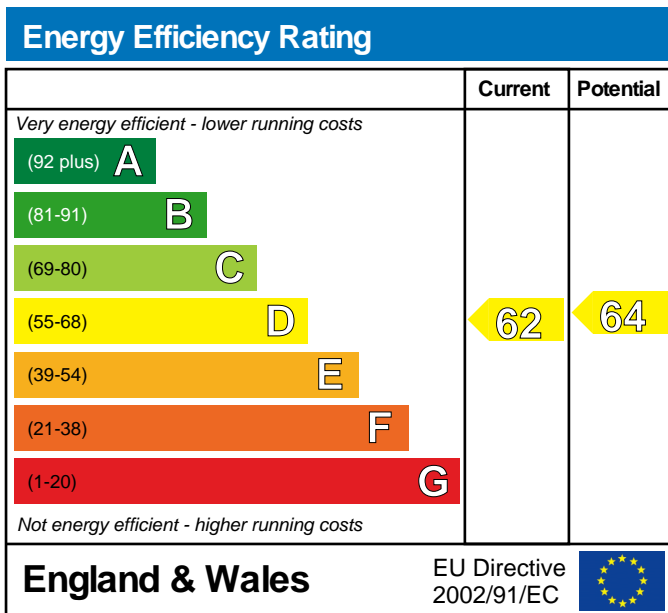 Energy Efficiency Rating
Current Potential
Very energy efficient - lower running costs
(92 plus) A
(81-91) B
(69-80) C
(55-68) D
62 64
(39-54) E
(21-38) F
(1-20) G
Not energy efficient - higher running costs
England & Wales
EU Directive
2002/91/EC